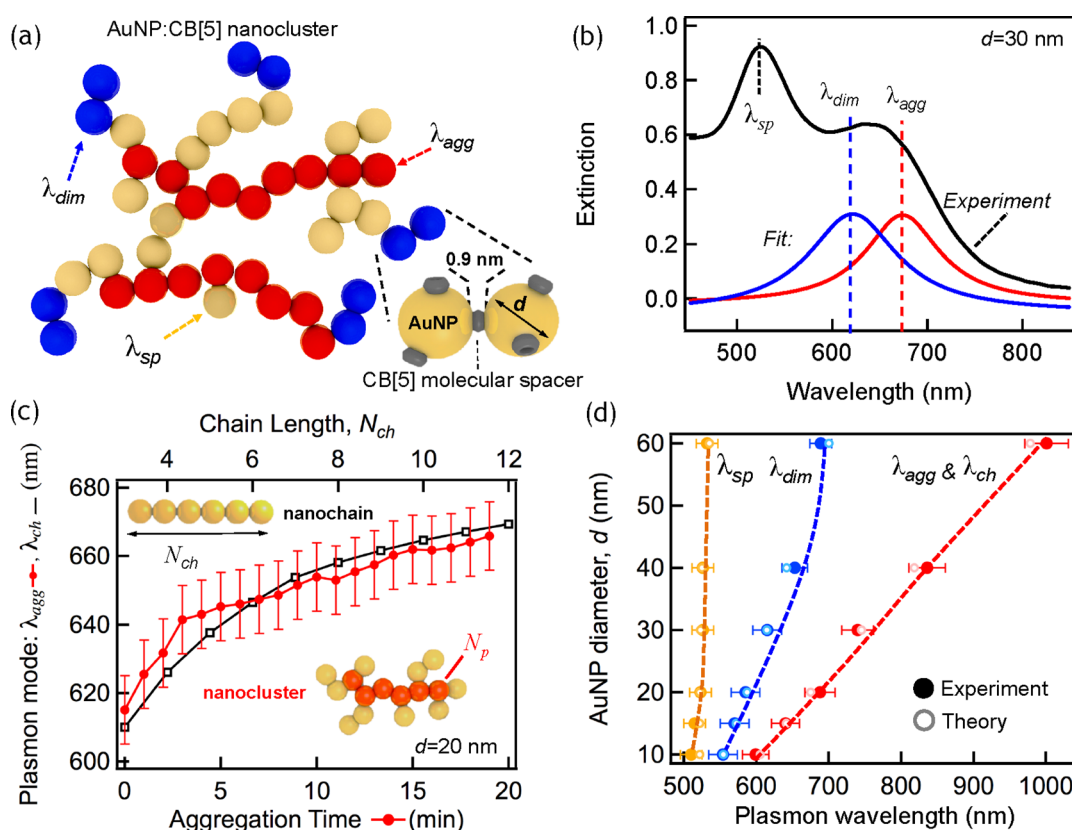 (a)
AuNP:CB[5] nanocluster
λdim
λagg
λsp
0.9 nm
d
AuNP
CB[5] molecular spacer
(b)
d=30 nm
λsp
λdim
λagg
Experiment
Fit:
Extinction
1.0
0.8
0.6
0.4
0.2
0.0
500 600 700 800
Wavelength (nm)
(c)
Chain Length, Nch
4 6 8 10 12
Plasmon mode: λagg, λch — (nm)
680
660
640
620
600
nanochain
Nch
Np
nanocluster
d=20 nm
0 5 10 15 20
Aggregation Time (min)
(d)
AuNP diameter, d (nm)
60
50
40
30
20
10
λsp λdim λagg & λch
Experiment
Theory
500 600 700 800 900 1000
Plasmon wavelength (nm)